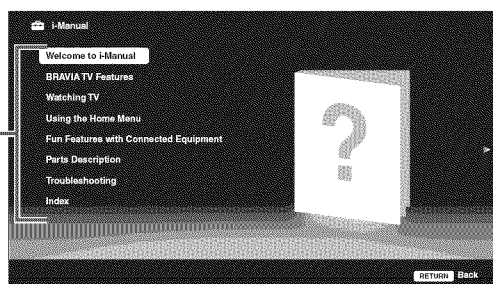 i-Manual
Welcome to i-Manual
BRAVIA TV Features
Watching TV
Using the Home Menu
Fun Features with Connected Equipment
Parts Description
Troubleshooting
Index
?
RETURN Back